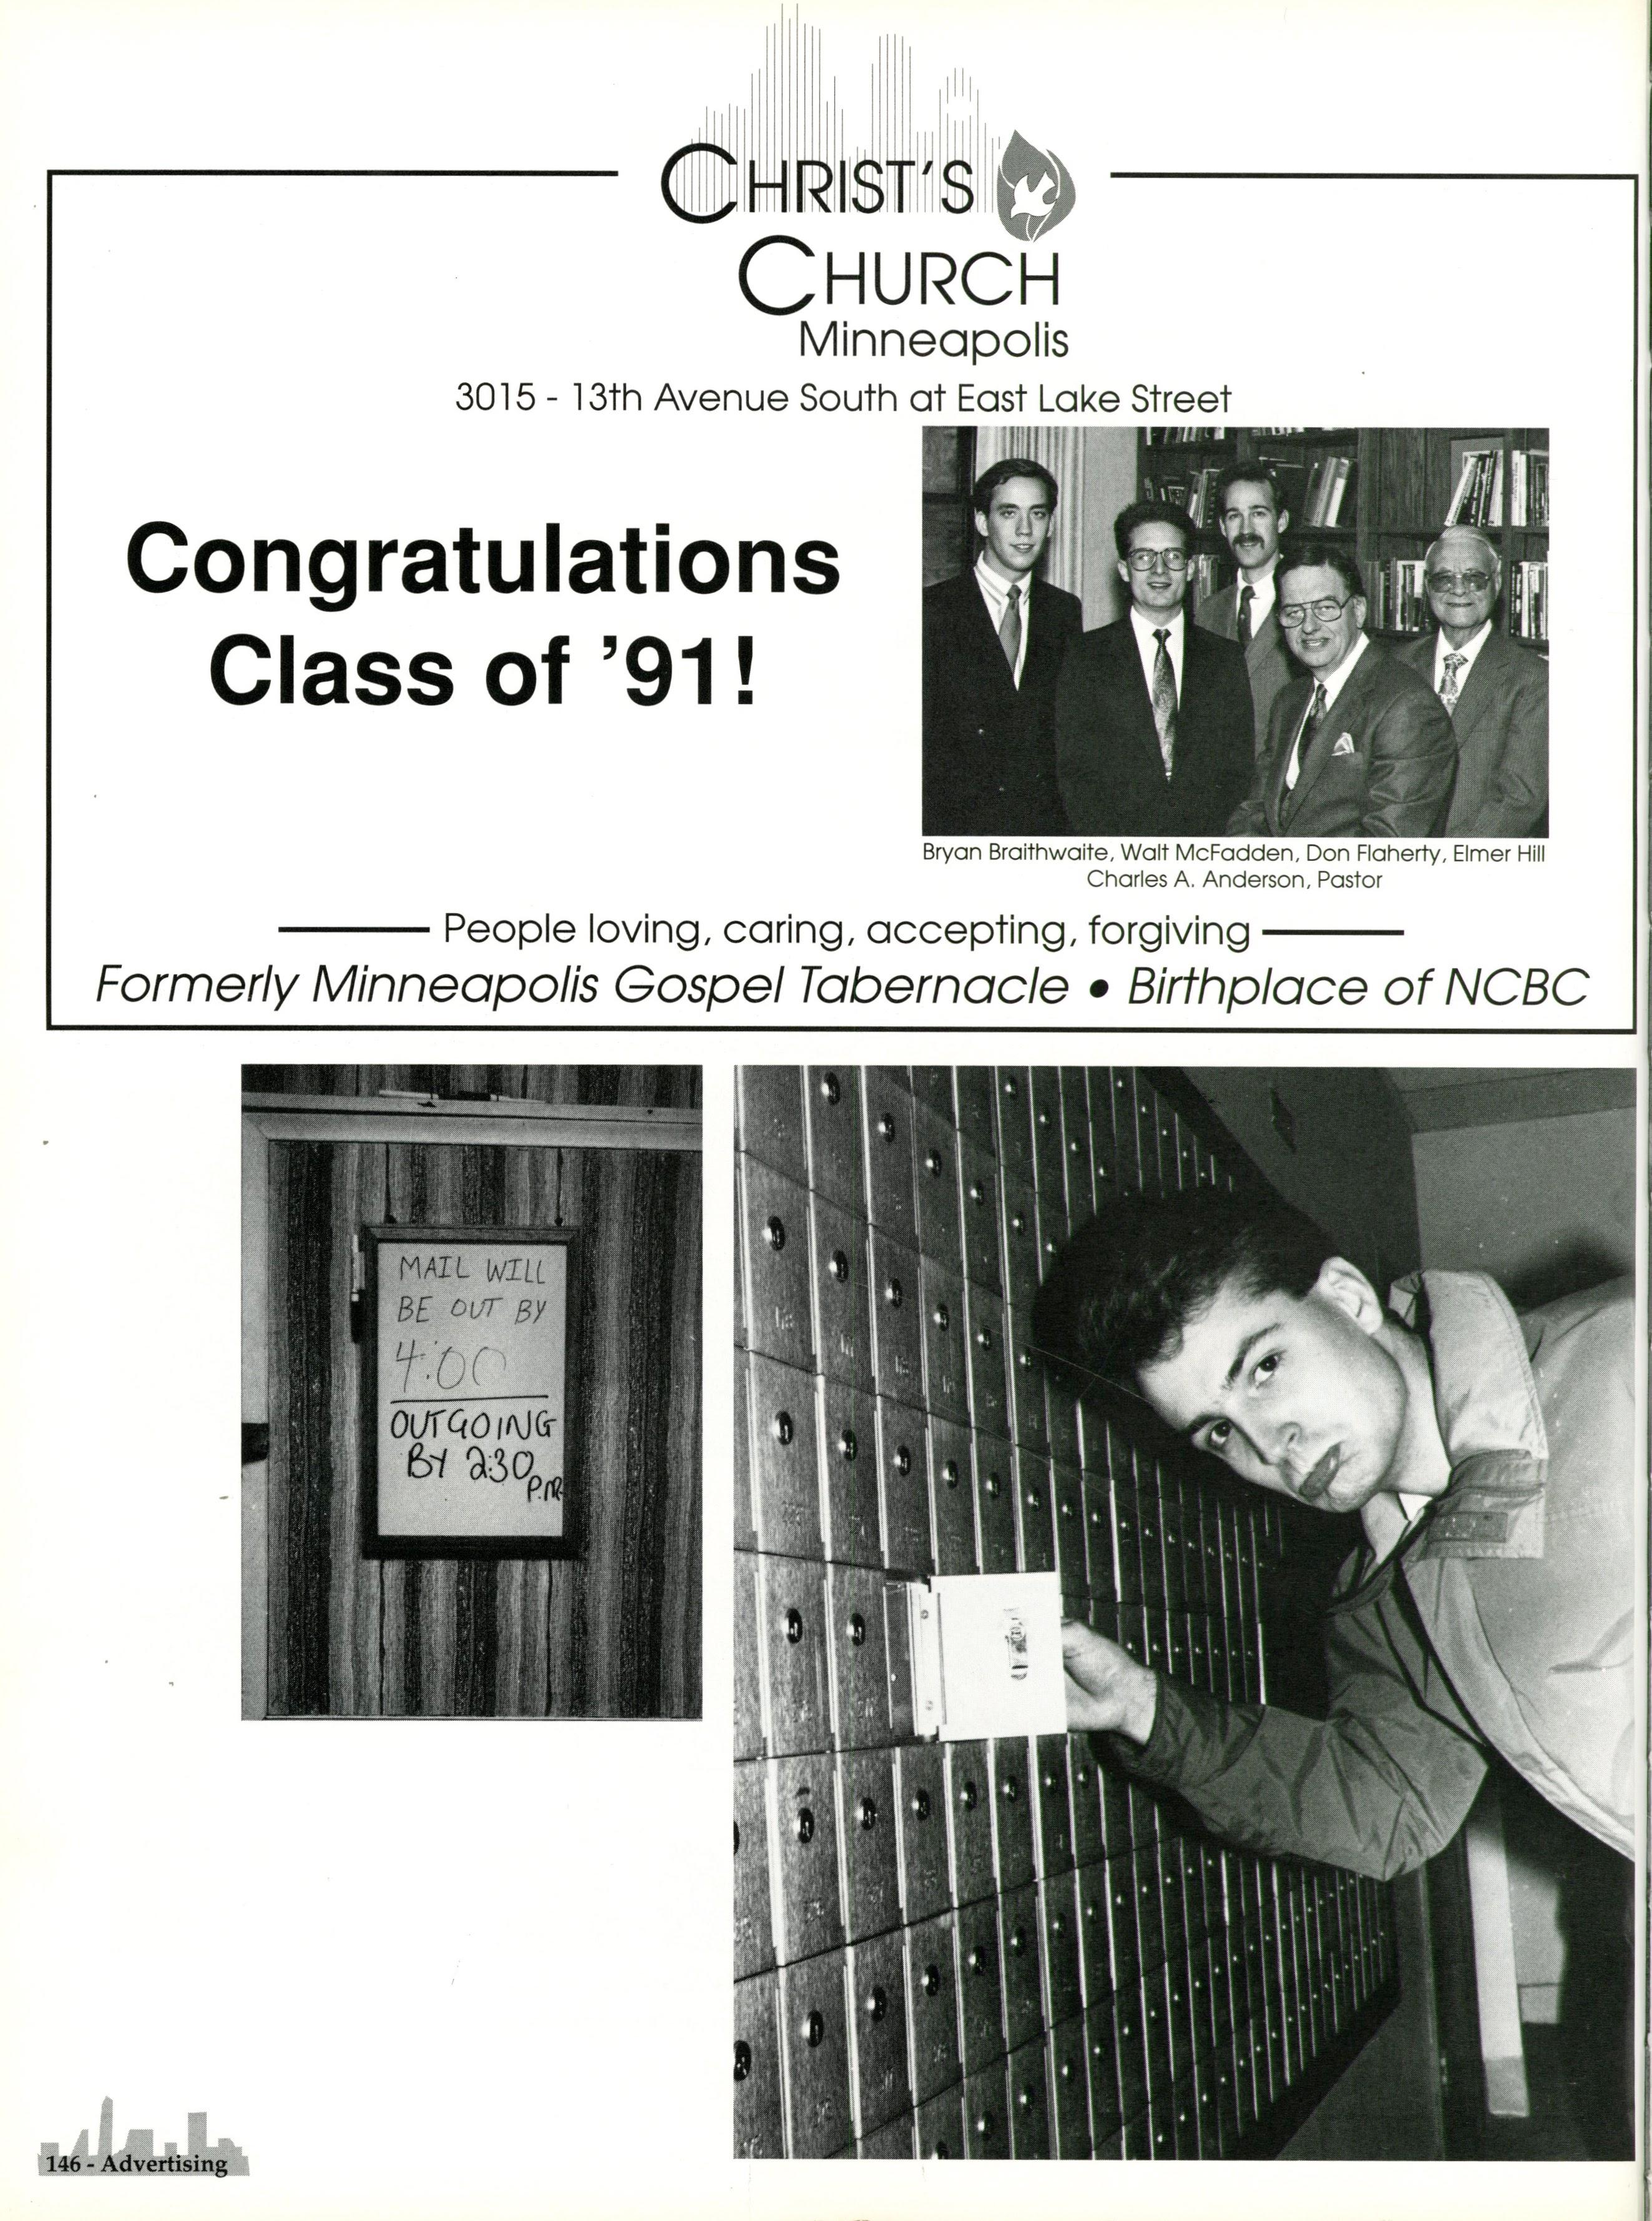 CHRIST'S
CHURCH
Minneapolis
3015 - 13th Avenue South at East Lake Street
Congratulations
Class of ’91!
Bryan Braithwaite, Walt McFadden, Don Flaherty, Elmer Hill
Charles A. Anderson, Pastor
People loving, caring, accepting, forgiving
Formerly Minneapolis Gospel Tabernacle • Birthplace of NCBC
MAIL WILL
BE OUT BY
4:00
OUTGOING
BY 2:30
P.M.
146 - Advertising